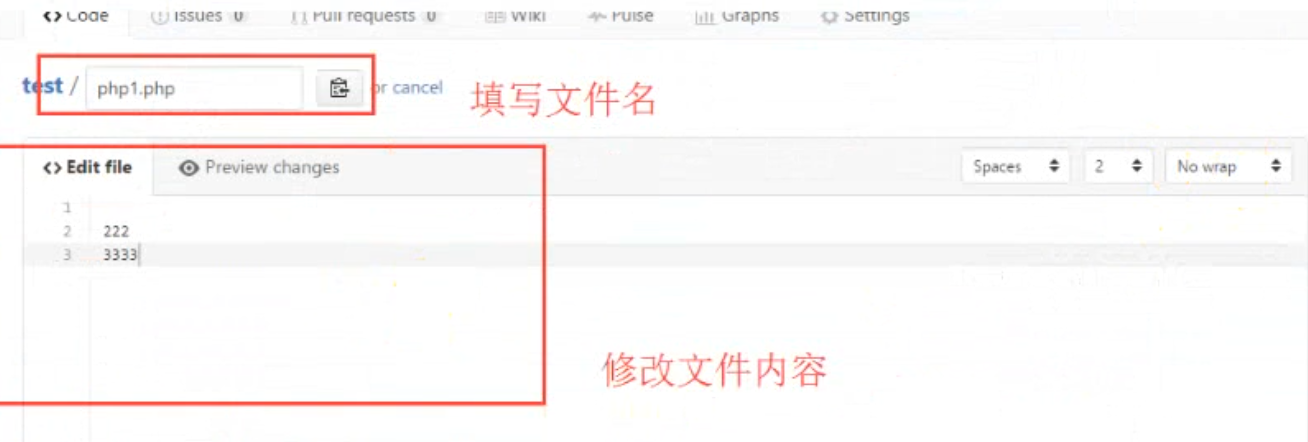 Code Issues 0 Pull requests 0 Wiki Pulse Graphs Settings
test / php1.php or cancel
填写文件名
Edit file Preview changes Spaces 2 No wrap
1
2 222
3 3333
修改文件内容